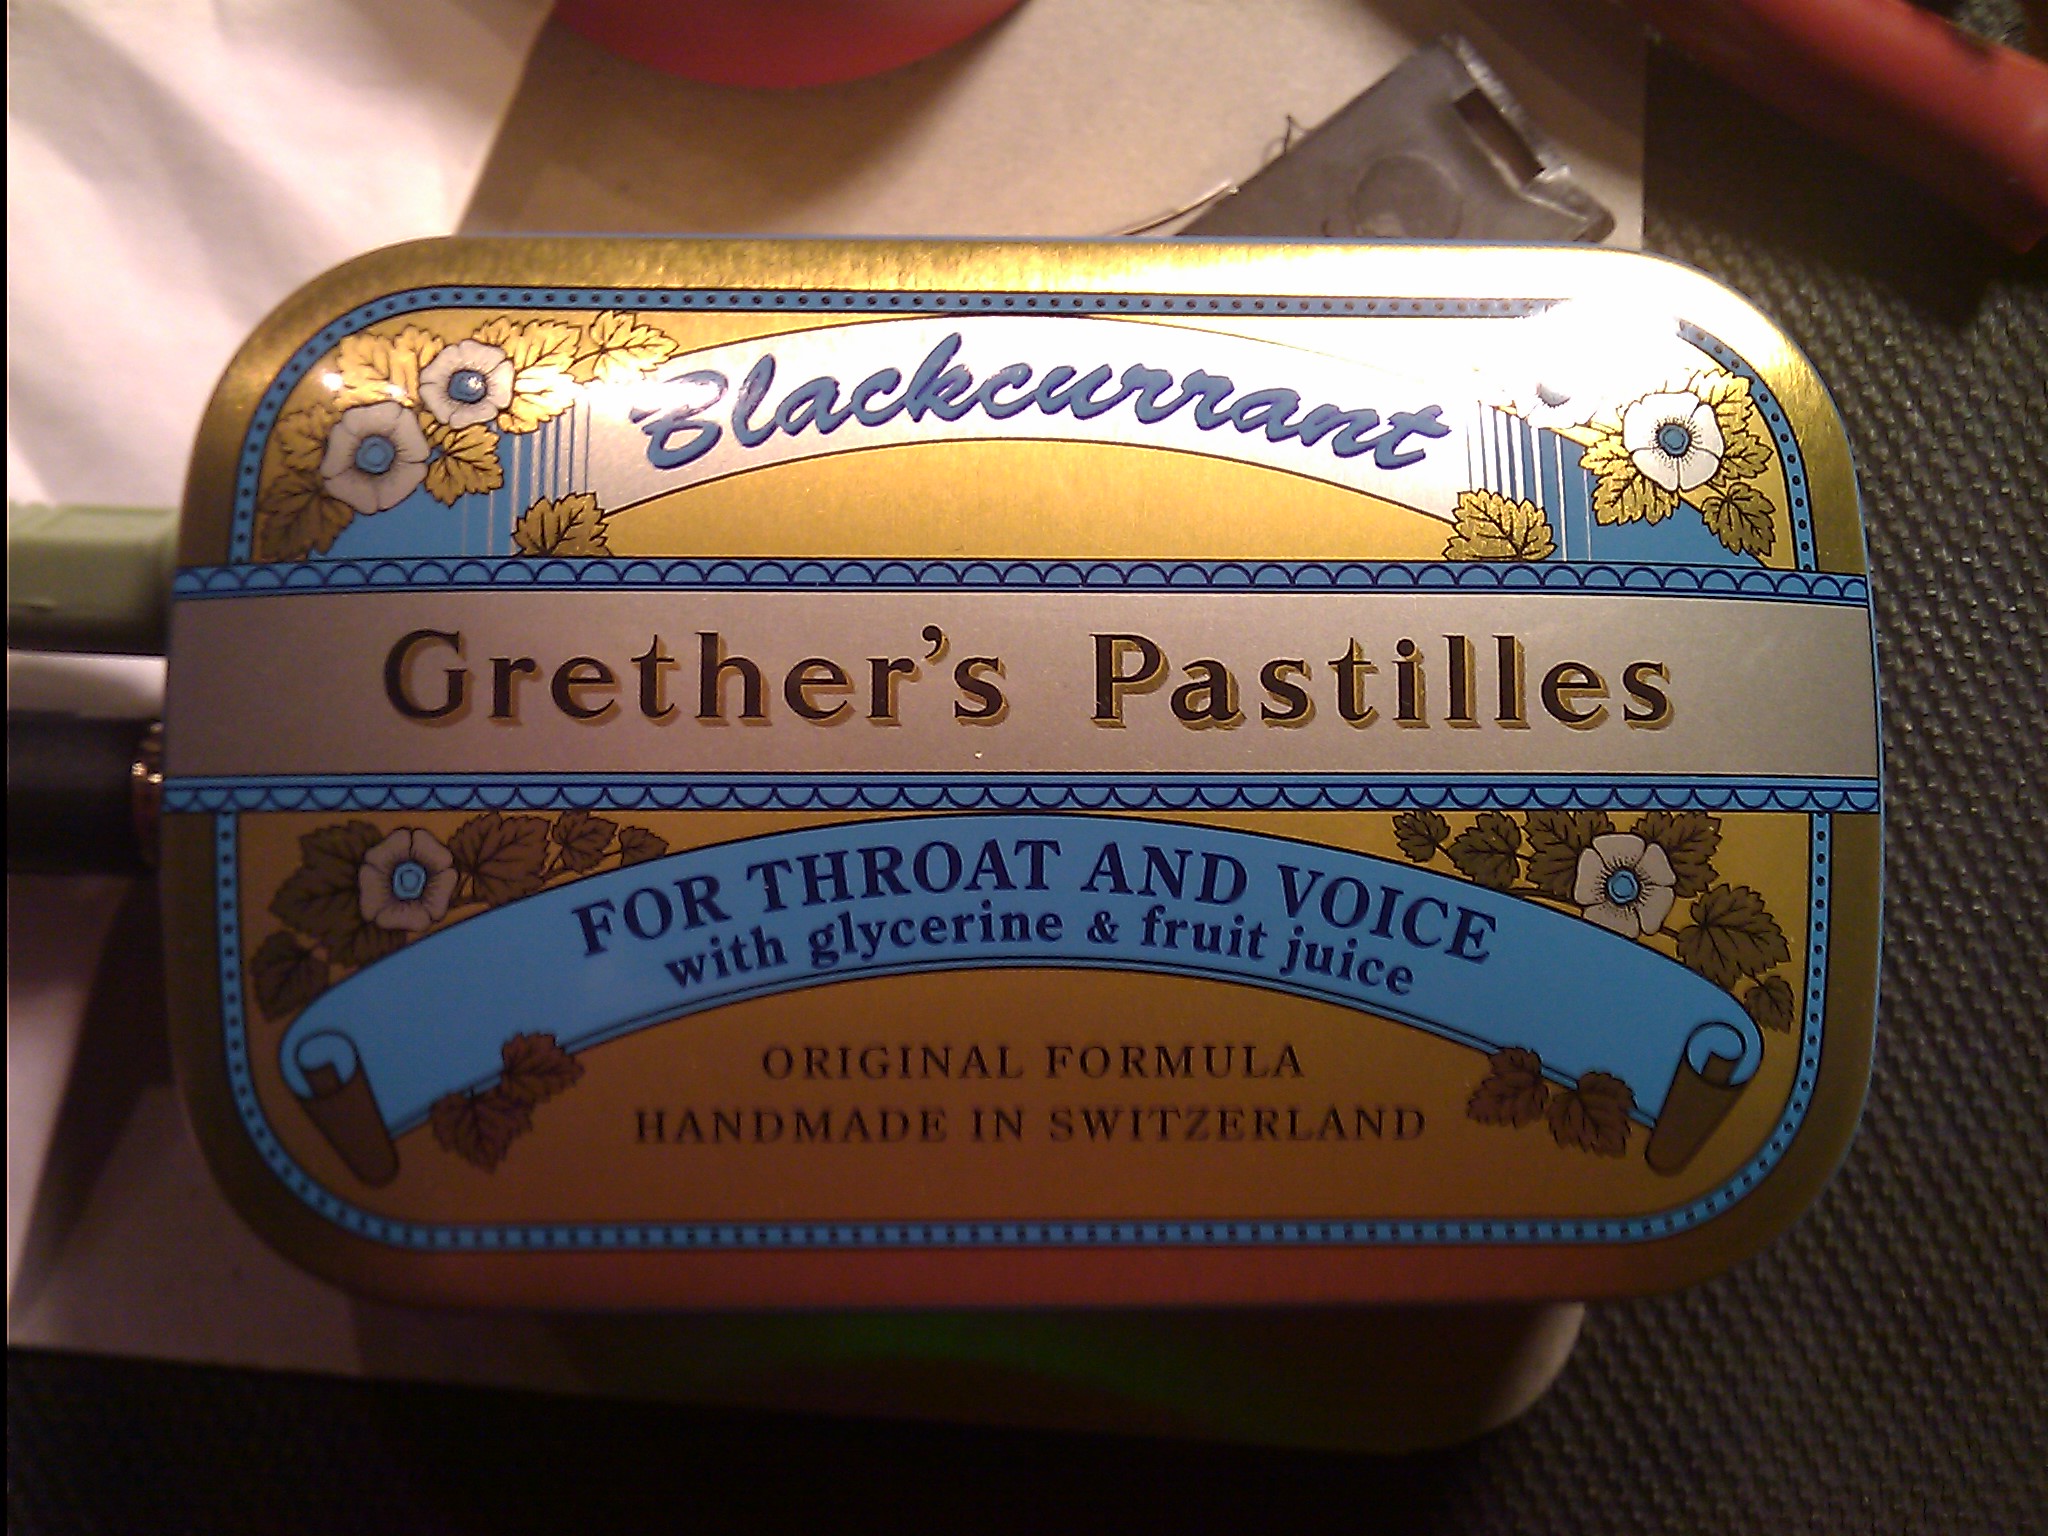 Blackcurrant
Grether's Pastilles
FOR THROAT AND VOICE
with glycerine & fruit juice
ORIGINAL FORMULA
HANDMADE IN SWITZERLAND